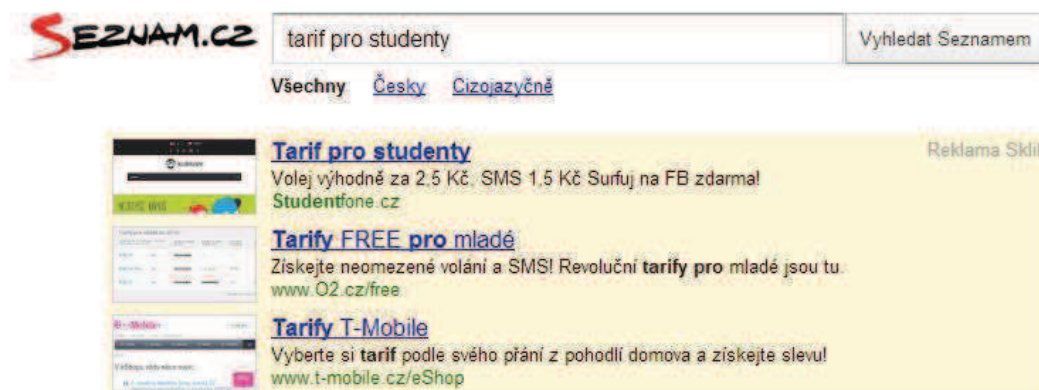 SEZNAM.CZ
tarif pro studenty
Vyhledat Seznamem
Všechny Česky Cizojazyčně
Tarif pro studenty
Reklama Skli
Volej výhodně za 2,5 Kč, SMS 1,5 Kč Surfuj na FB zdarma!
Studentfone.cz
Tarify FREE pro mladé
Získejte neomezené volání a SMS! Revoluční tarify pro mladé jsou tu.
www.O2.cz/free
Tarify T-Mobile
Vyberte si tarif podle svého přání z pohodlí domova a získejte slevu!
www.t-mobile.cz/eShop